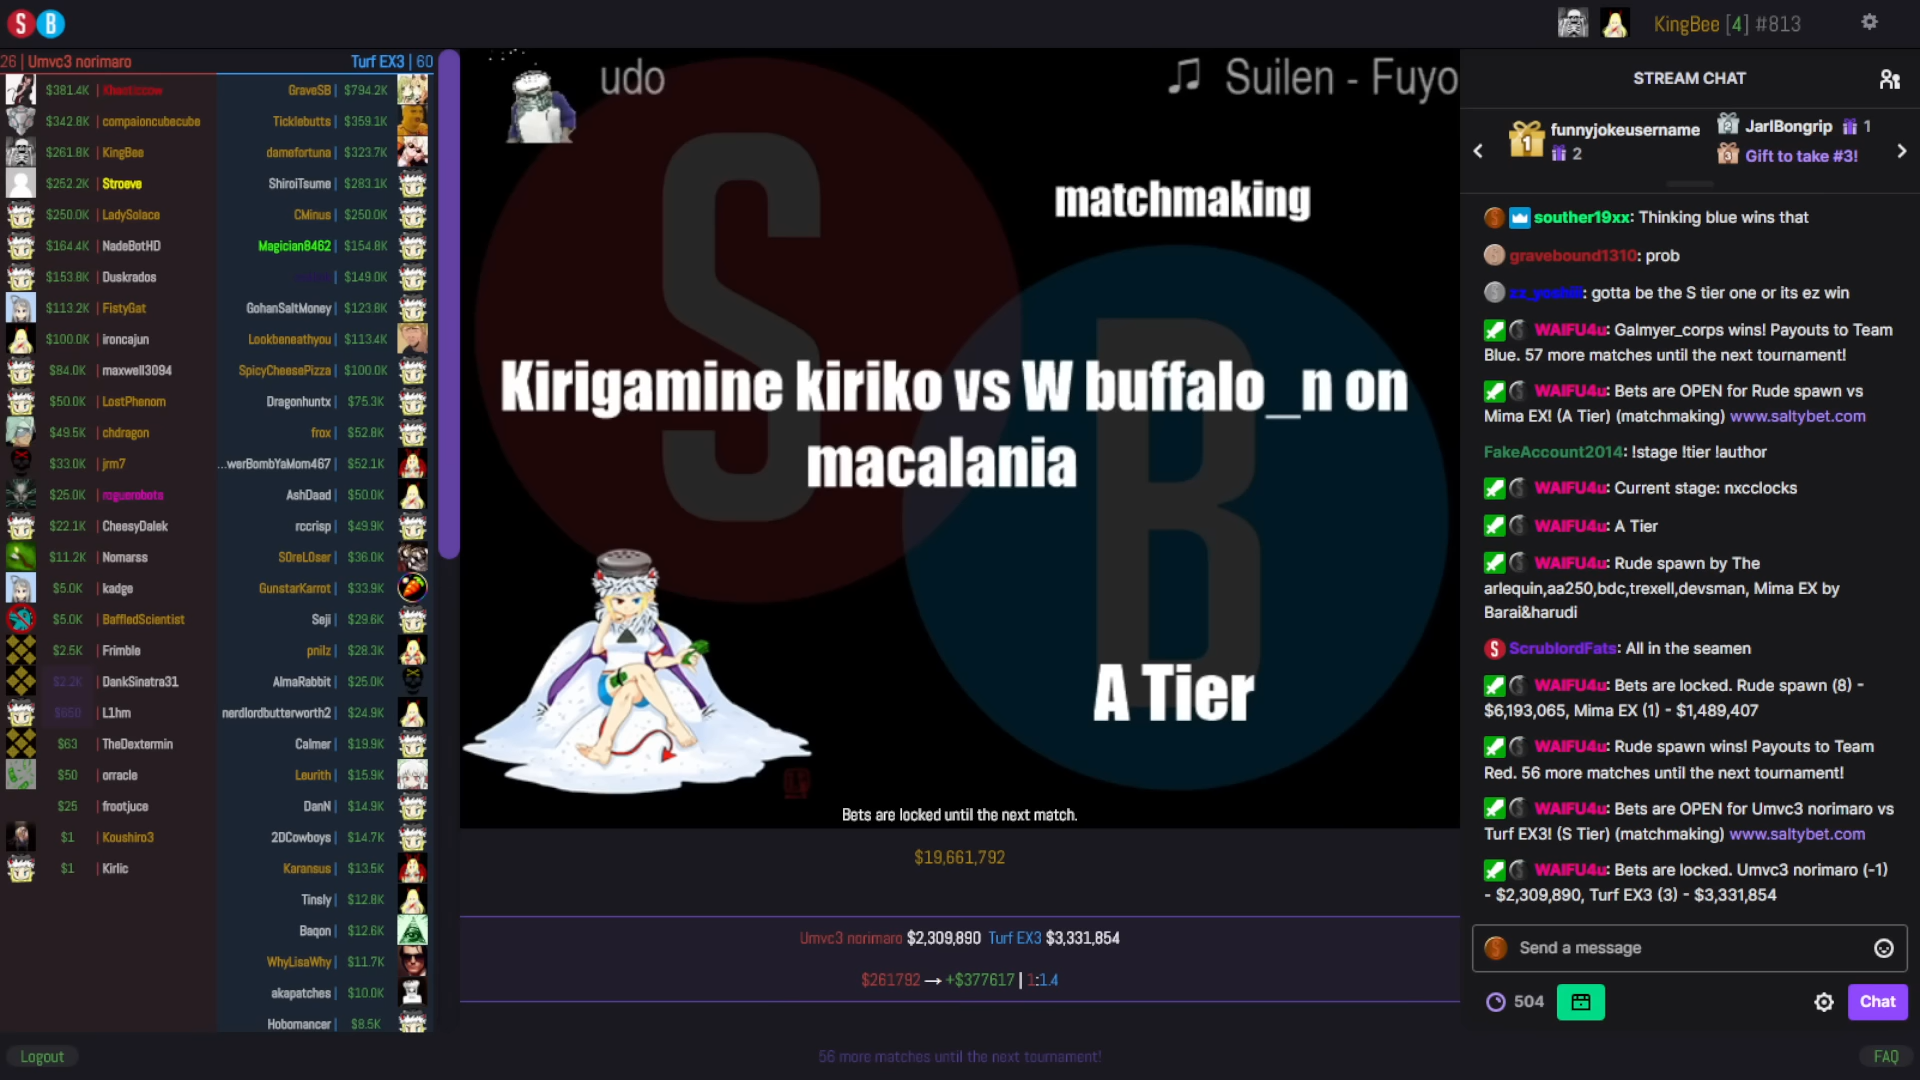 S B
KingBee [4] #813
26 | Umvc3 norimaro
Turf EX3 | 60
$381.4K | Khanticcow
$342.8K | compaioncubecube
$261.8K | KingBee
$252.2K | Stroeve
$250.0K | LadySolace
$164.4K | NadeBotHD
$153.8K | Duskrados
$113.2K | FistyGat
$100.0K | ironcajun
$84.0K | maxwell3094
$50.0K | LostPhenom
$49.5K | chdragon
$33.0K | jrm7
$25.0K | roguerobots
$22.1K | CheesyDalek
$11.2K | Nomarss
$5.0K | kadge
$5.0K | BaffledScientist
$2.5K | Frimble
$2.2K | DankSinatra31
$650 | L1hm
$63 | TheDextermin
$50 | orracle
$25 | frootjuce
$1 | Koushiro3
$1 | Kirlic
GraveSB | $794.2K
Ticklebutts | $359.1K
damefortuna | $323.7K
ShiroiTsume | $283.1K
CMinus | $250.0K
Magician8462 | $154.8K
| $149.0K
GohanSaltMoney | $123.8K
Lookbeneathyou | $113.4K
SpicyCheesePizza | $100.0K
Dragonhuntx | $75.3K
frox | $52.8K
...werBombYaMom467 | $52.1K
AshDaad | $50.0K
rccrisp | $49.9K
S0reL0ser | $36.0K
GunstarKarrot | $33.9K
Seji | $29.6K
pnilz | $28.3K
AlmaRabbit | $25.0K
nerdlordbutterworth2 | $24.9K
Calmer | $19.9K
Leurith | $15.9K
DanN | $14.9K
2DCowboys | $14.7K
Karansus | $13.5K
Tinsly | $12.8K
Baqon | $12.6K
WhyLisaWhy | $11.7K
akapatches | $10.0K
Hobomancer | $8.5K
udo
♫ Suilen - Fuyo
S
B
matchmaking
Kirigamine kiriko vs W buffalo_n on
macalania
A Tier
Bets are locked until the next match.
$19,661,792
Umvc3 norimaro $2,309,890 Turf EX3 $3,331,854
$261792 → +$377617 | 1:1.4
STREAM CHAT
1 funnyjokeusername
2
2 JarlBongrip 1
3 Gift to take #3!
souther19xx: Thinking blue wins that
gravebound1310: prob
xz_yoshiii: gotta be the S tier one or its ez win
WAIFU4u: Galmyer_corps wins! Payouts to Team
Blue. 57 more matches until the next tournament!
WAIFU4u: Bets are OPEN for Rude spawn vs
Mima EX! (A Tier) (matchmaking) www.saltybet.com
FakeAccount2014: !stage !tier !author
WAIFU4u: Current stage: nxcclocks
WAIFU4u: A Tier
WAIFU4u: Rude spawn by The
arlequin,aa250,bdc,trexell,devsman, Mima EX by
Barai&harudi
ScrublordFats: All in the seamen
WAIFU4u: Bets are locked. Rude spawn (8) -
$6,193,065, Mima EX (1) - $1,489,407
WAIFU4u: Rude spawn wins! Payouts to Team
Red. 56 more matches until the next tournament!
WAIFU4u: Bets are OPEN for Umvc3 norimaro vs
Turf EX3! (S Tier) (matchmaking) www.saltybet.com
WAIFU4u: Bets are locked. Umvc3 norimaro (-1)
- $2,309,890, Turf EX3 (3) - $3,331,854
Send a message
504
Chat
Logout
56 more matches until the next tournament!
FAQ